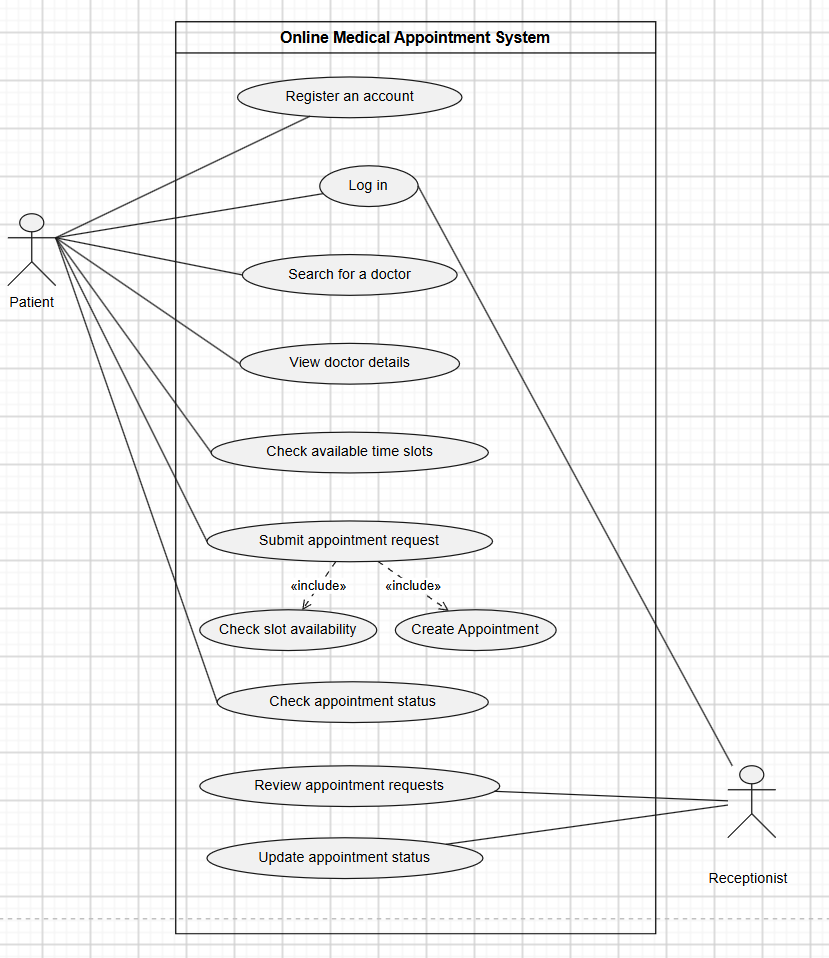 Online Medical Appointment System
Register an account
Log in
Search for a doctor
Patient
View doctor details
Check available time slots
Submit appointment request
«include» «include»
Check slot availability Create Appointment
Check appointment status
Review appointment requests
Update appointment status
Receptionist